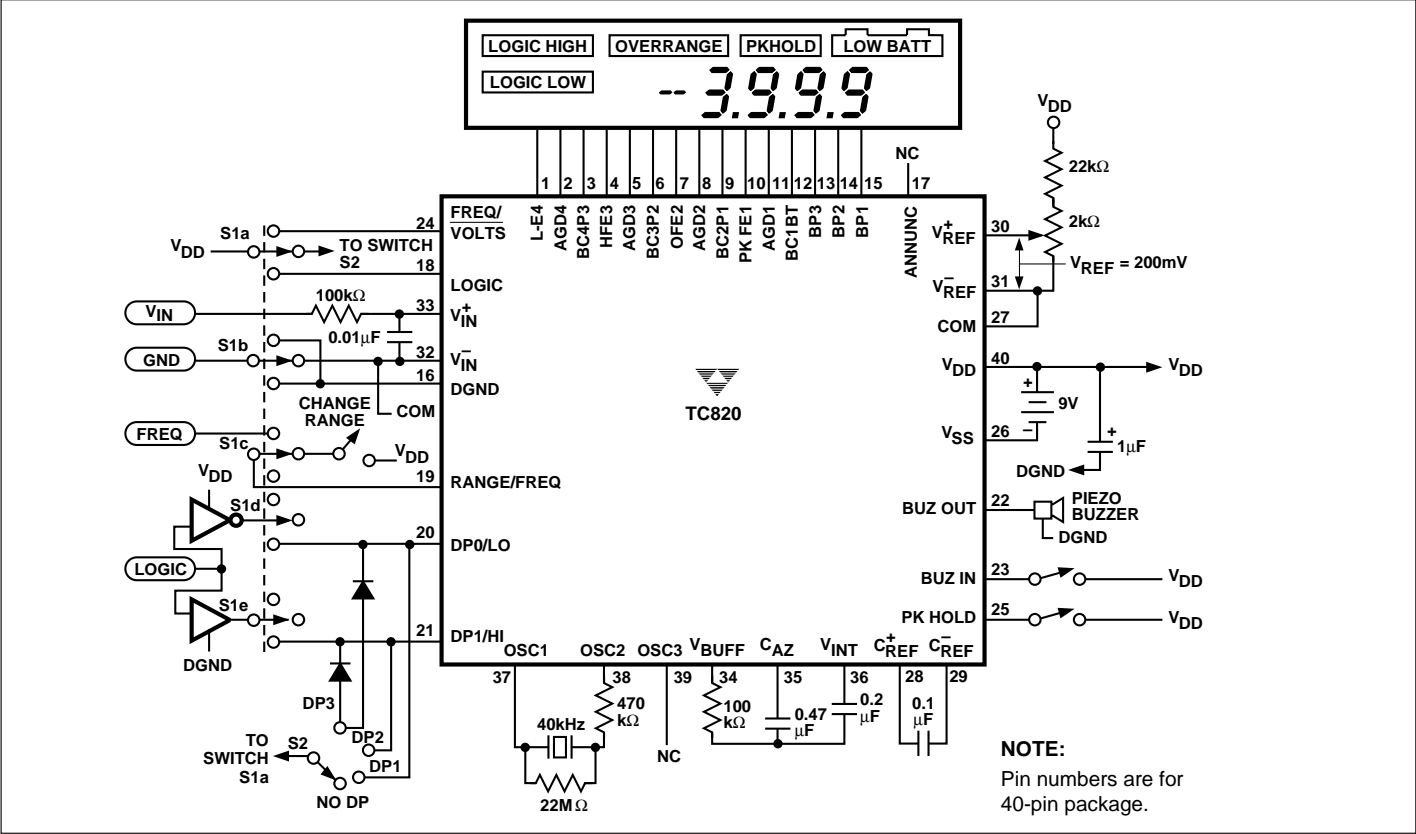 LOGIC HIGH
OVERRANGE
PKHOLD
LOW BATT
LOGIC LOW
--3.9.9.9
1 2 3 4 5 6 7 8 9 10 11 12 13 14 15
NC
17
L-E4
AGD4
BC4P3
HFE3
AGD3
BC3P2
OFE2
AGD2
BC2P1
PK FE1
AGD1
BC1BT
BP3
BP2
BP1
ANNUNC
S1a
VDD
TO SWITCH
S2
24
FREQ/
VOLTS
18
LOGIC
VIN
100kΩ
0.01μF
33
V+IN
GND
S1b
32
V–IN
16
DGND
COM
CHANGE
RANGE
FREQ
S1c
VDD
19
RANGE/FREQ
VDD
S1d
20
DP0/LO
LOGIC
S1e
21
DP1/HI
DGND
DP3
DP2
DP1
TO
SWITCH
S1a
S2
NO DP
TC820
VDD
22kΩ
2kΩ
30
V+REF
VREF = 200mV
31
V–REF
27
COM
40
VDD
VDD
+
9V
–
26
VSS
+
1μF
DGND
22
BUZ OUT
PIEZO
BUZZER
DGND
23
BUZ IN
VDD
25
PK HOLD
VDD
OSC1
OSC2
OSC3
VBUFF
CAZ
VINT
C+REF
C–REF
37
38
39
34
35
36
28
29
470
kΩ
40kHz
22MΩ
NC
100
kΩ
0.47
μF
0.2
μF
0.1
μF
NOTE:
Pin numbers are for
40-pin package.